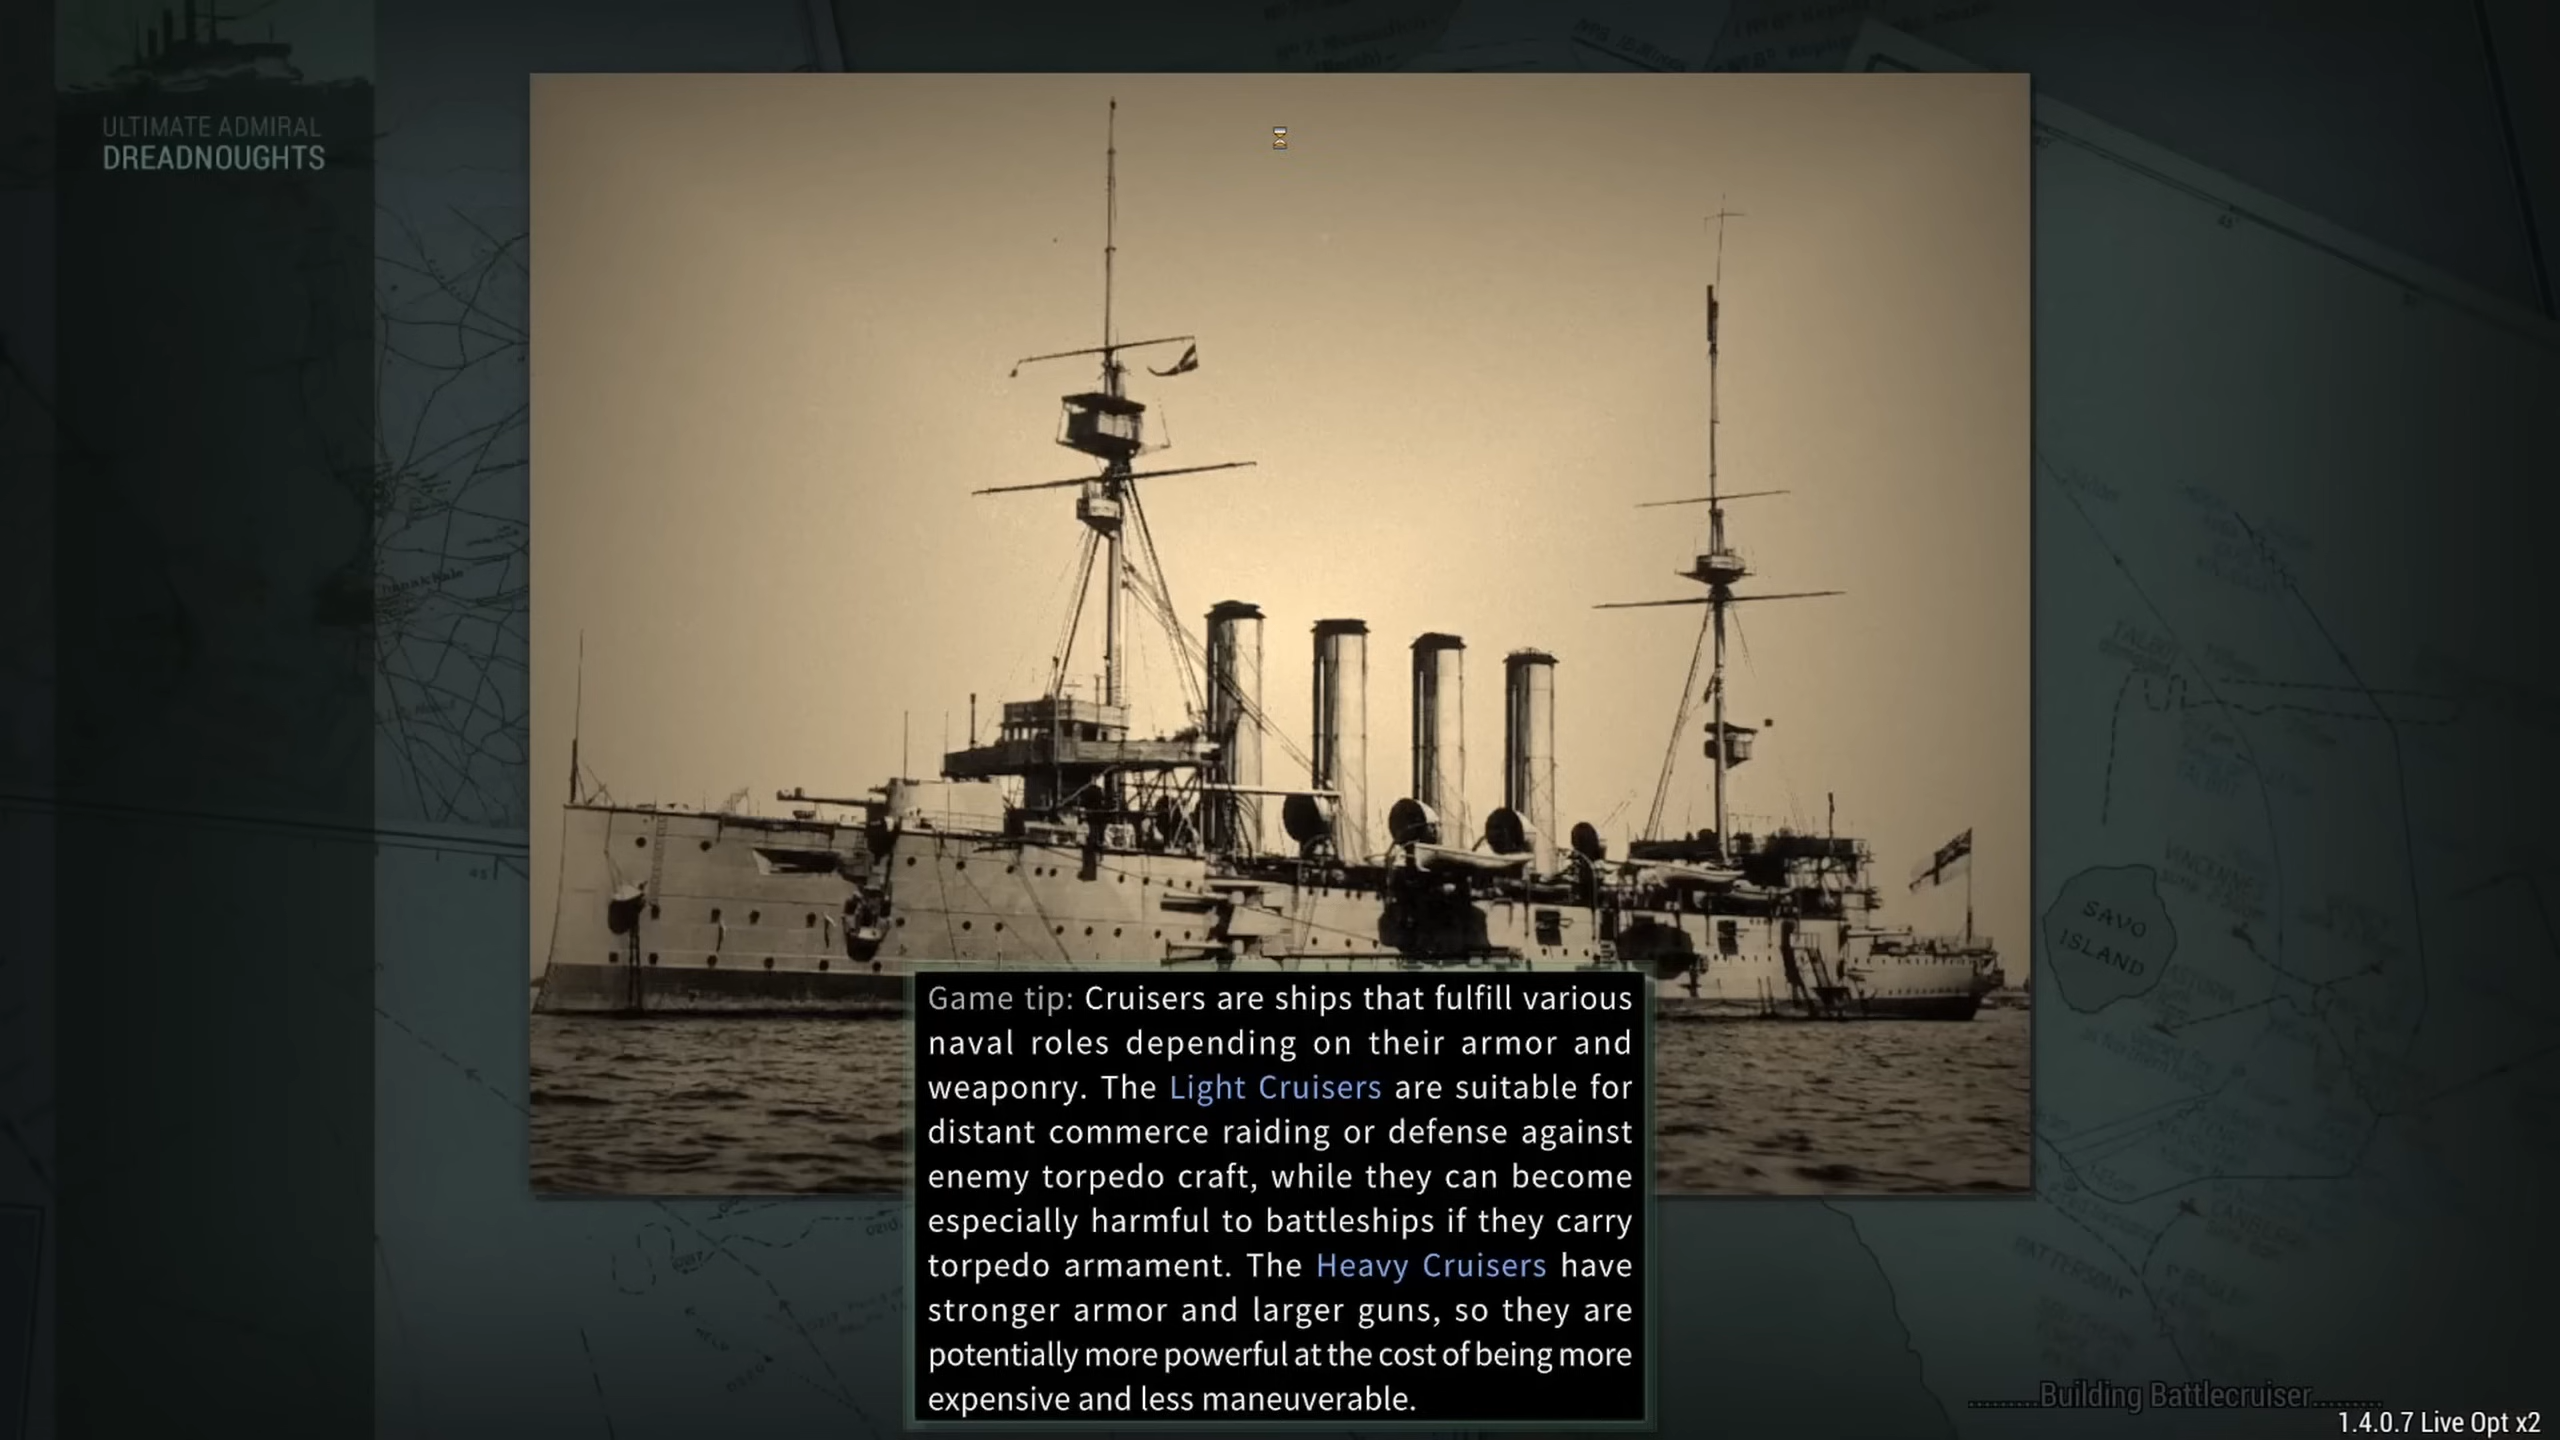 ULTIMATE ADMIRAL
DREADNOUGHTS
SAVO
ISLAND
Game tip: Cruisers are ships that fulfill various
naval roles depending on their armor and
weaponry. The Light Cruisers are suitable for
distant commerce raiding or defense against
enemy torpedo craft, while they can become
especially harmful to battleships if they carry
torpedo armament. The Heavy Cruisers have
stronger armor and larger guns, so they are
potentially more powerful at the cost of being more
expensive and less maneuverable.
.........Building Battlecruiser.........
1.4.0.7 Live Opt x2